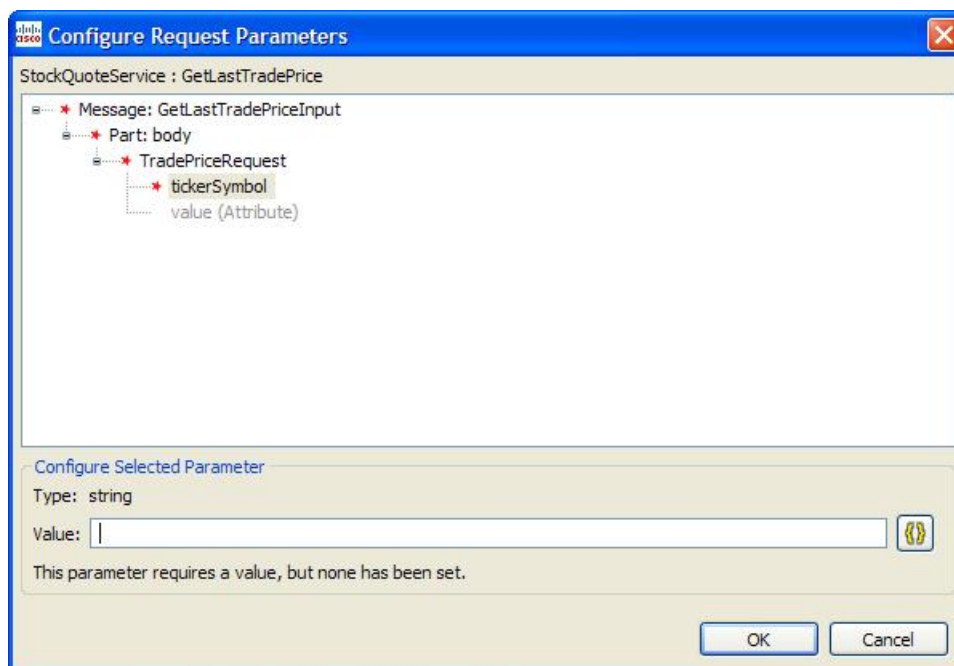 cisco Configure Request Parameters
StockQuoteService : GetLastTradePrice
Message: GetLastTradePriceInput
Part: body
TradePriceRequest
tickerSymbol
value (Attribute)
Configure Selected Parameter
Type: string
Value:
{}
This parameter requires a value, but none has been set.
OK Cancel